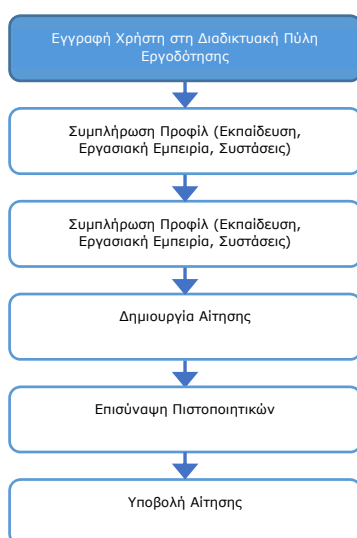 Εγγραφή Χρήστη στη Διαδικτυακή Πύλη
Εργοδότησης
Συμπλήρωση Προφίλ (Εκπαίδευση,
Εργασιακή Εμπειρία, Συστάσεις)
Συμπλήρωση Προφίλ (Εκπαίδευση,
Εργασιακή Εμπειρία, Συστάσεις)
Δημιουργία Αίτησης
Επισύναψη Πιστοποιητικών
Υποβολή Αίτησης